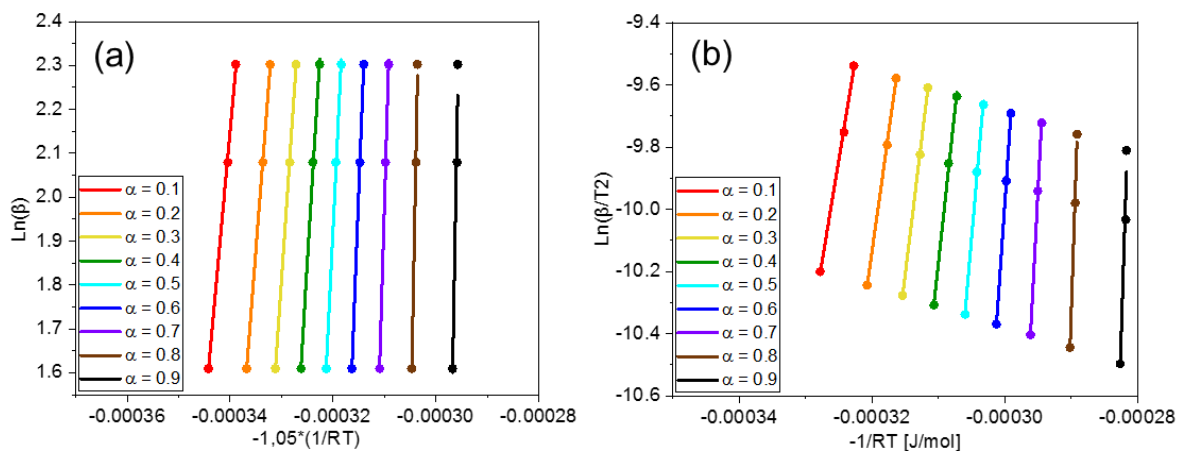 (a)
Ln(β)
2.4
2.3
2.2
2.1
2.0
1.9
1.8
1.7
1.6
α = 0.1
α = 0.2
α = 0.3
α = 0.4
α = 0.5
α = 0.6
α = 0.7
α = 0.8
α = 0.9
-0.00036 -0.00034 -0.00032 -0.00030 -0.00028
-1,05*(1/RT)
(b)
Ln(β/T2)
-9.4
-9.6
-9.8
-10.0
-10.2
-10.4
-10.6
α = 0.1
α = 0.2
α = 0.3
α = 0.4
α = 0.5
α = 0.6
α = 0.7
α = 0.8
α = 0.9
-0.00034 -0.00032 -0.00030 -0.00028
-1/RT [J/mol]